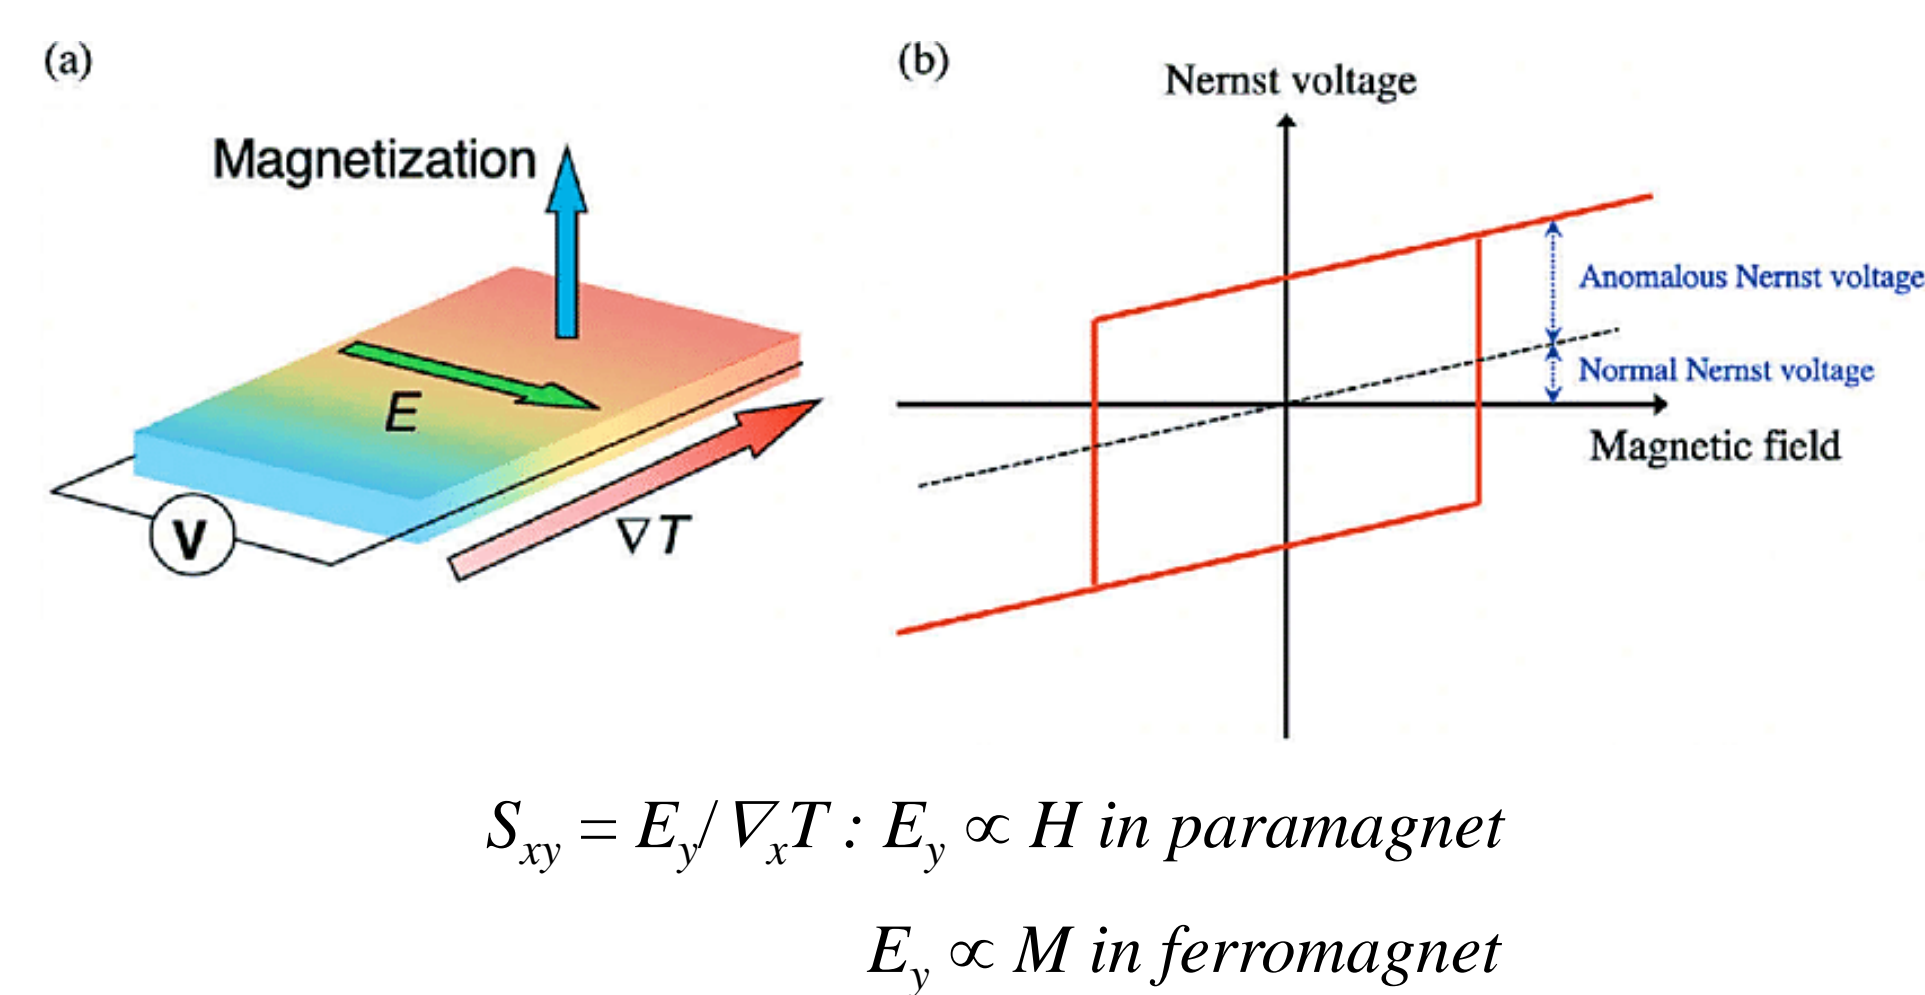 (a)
Magnetization
E
∇T
V
(b)
Nernst voltage
Anomalous Nernst voltage
Normal Nernst voltage
Magnetic field
S_xy = E_y/∇_xT : E_y ∝ H in paramagnet
E_y ∝ M in ferromagnet